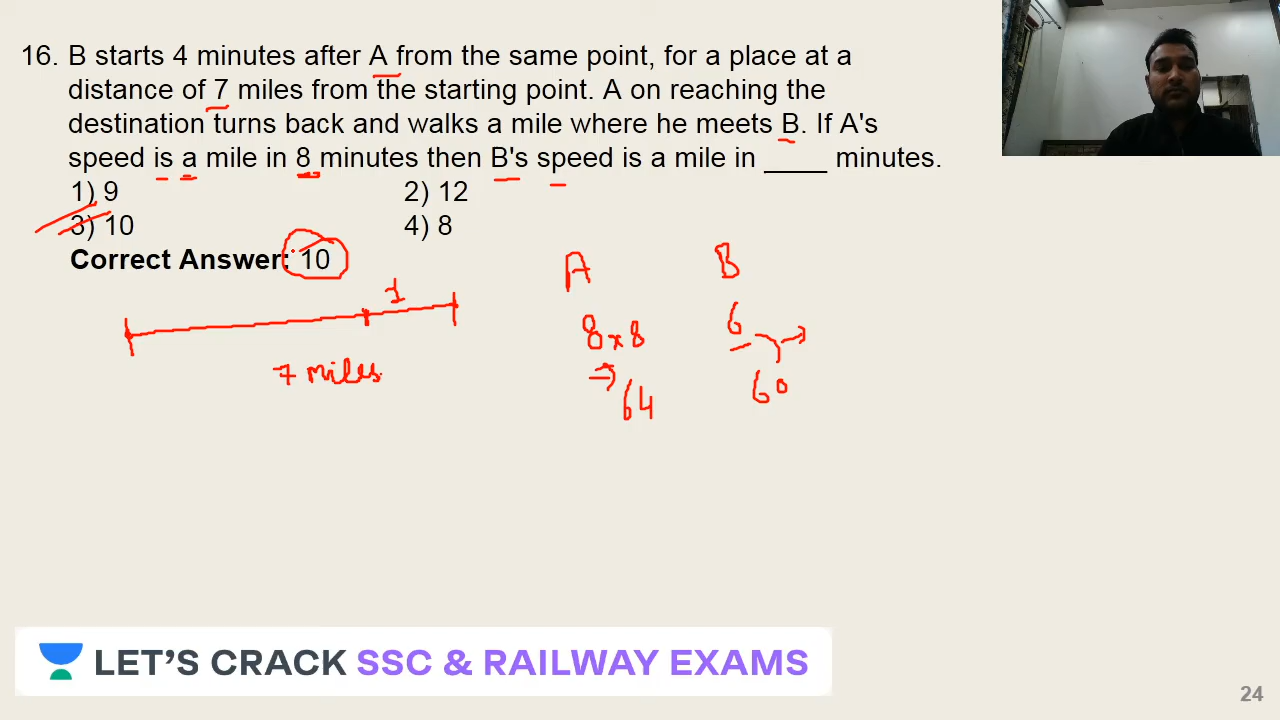 16. B starts 4 minutes after A from the same point, for a place at a
distance of 7 miles from the starting point. A on reaching the
destination turns back and walks a mile where he meets B. If A's
speed is a mile in 8 minutes then B's speed is a mile in ____ minutes.
1) 9 2) 12
3) 10 4) 8
Correct Answer: 10
A B
1
8 x 8 6
7 miles
→ 64 60
LET'S CRACK SSC & RAILWAY EXAMS
24